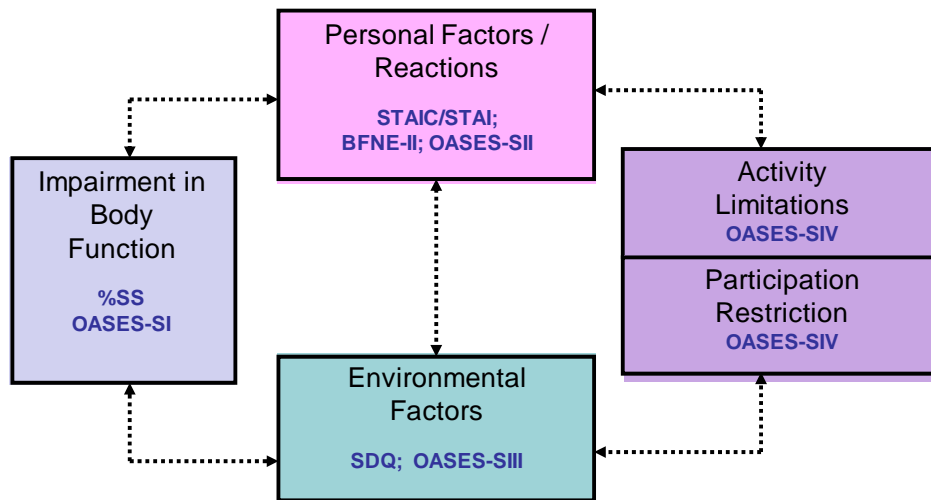 Personal Factors /
Reactions
STAIC/STAI;
BFNE-II; OASES-SII
Impairment in
Body
Function
%SS
OASES-SI
Activity
Limitations
OASES-SIV
Participation
Restriction
OASES-SIV
Environmental
Factors
SDQ; OASES-SIII